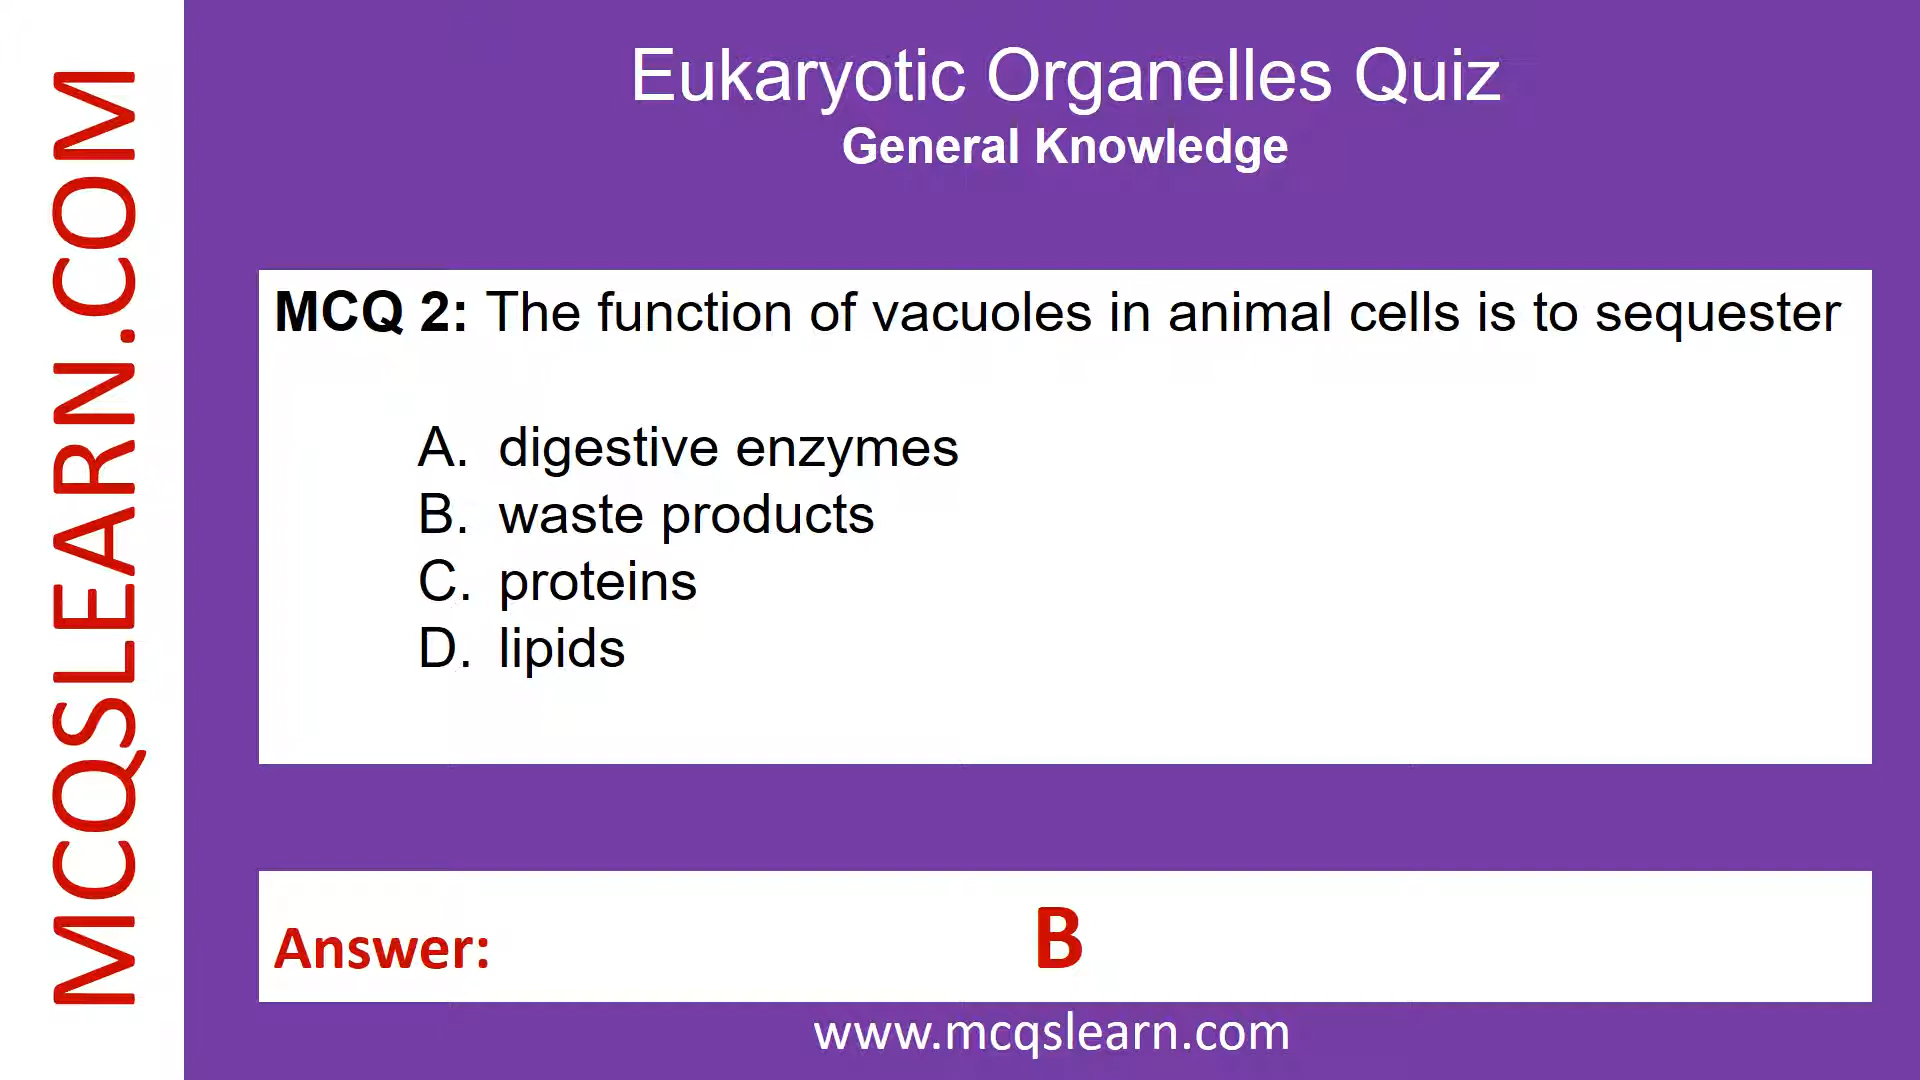 MCQSLEARN.COM
Eukaryotic Organelles Quiz
General Knowledge
MCQ 2: The function of vacuoles in animal cells is to sequester
A. digestive enzymes
B. waste products
C. proteins
D. lipids
Answer: B
www.mcqslearn.com